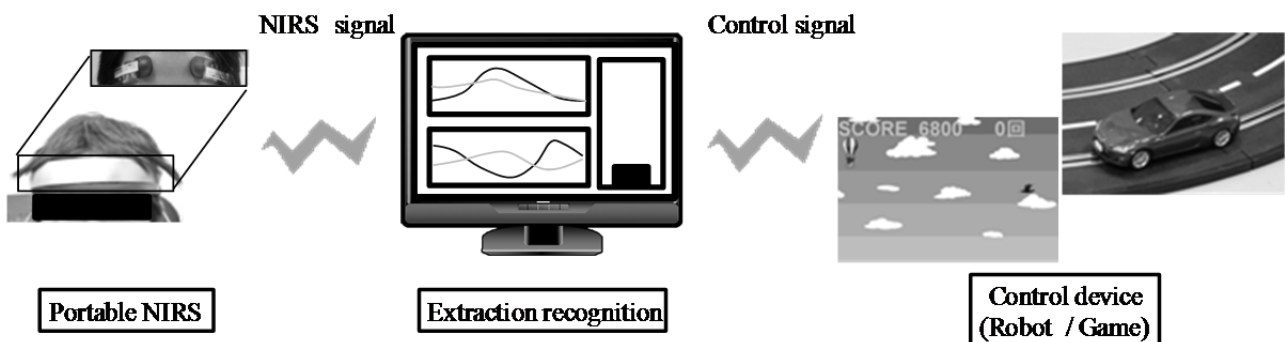 NIRS signal
Control signal
SCORE 6800 0回
Portable NIRS
Extraction recognition
Control device
(Robot / Game)